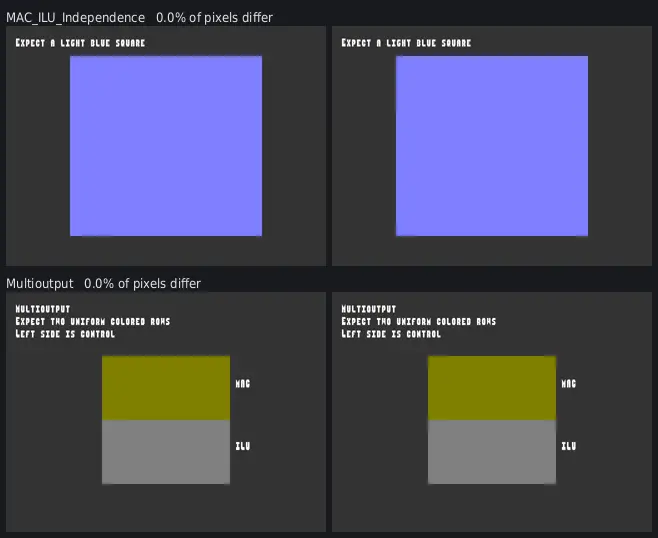 MAC_ILU_Independence 0.0% of pixels differ
EXPECT A LIGHT BLUE SQUARE
EXPECT A LIGHT BLUE SQUARE
Multioutput 0.0% of pixels differ
MULTIOUTPUT
EXPECT TWO UNIFORM COLORED ROWS
LEFT SIDE IS CONTROL
MAC
ILU
MULTIOUTPUT
EXPECT TWO UNIFORM COLORED ROWS
LEFT SIDE IS CONTROL
MAC
ILU